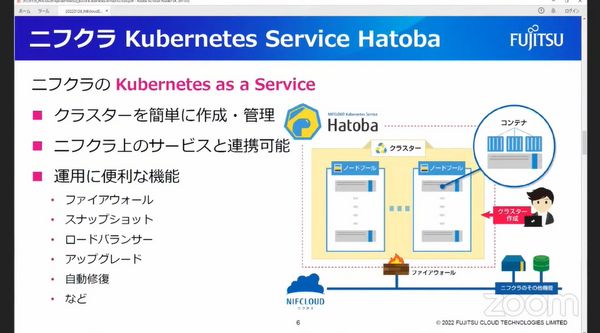 ホーム ツール
ログイン
ニフクラ Kubernetes Service Hatoba
FUJITSU
ニフクラの Kubernetes as a Service
■ クラスターを簡単に作成・管理
■ ニフクラ上のサービスと連携可能
■ 運用に便利な機能
• ファイアウォール
• スナップショット
• ロードバランサー
• アップグレード
• 自動修復
• など
NIFCLOUD Kubernetes Service
Hatoba
コンテナ
クラスター
ノードプール
ノードプール
クラスター
作成
ファイアウォール
NIFCLOUD
ニフクラ
ニフクラのその他機能
zoom
6
© 2022 FUJITSU CLOUD TECHNOLOGIES LIMITED